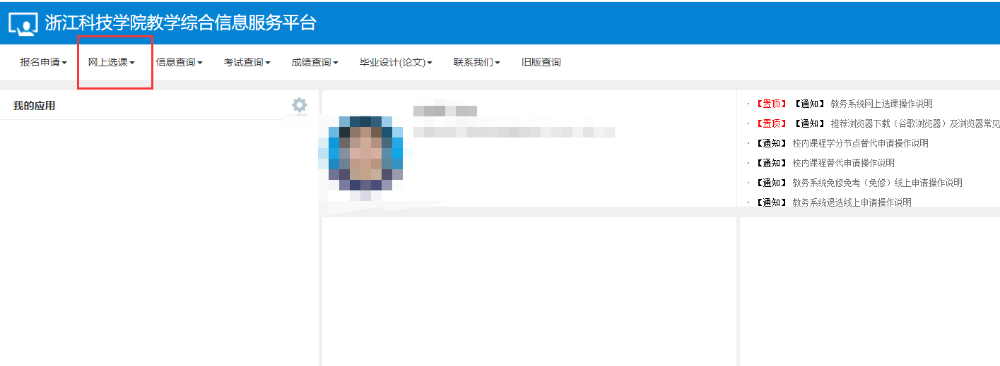 浙江科技学院教学综合信息服务平台
报名申请 网上选课 信息查询 考试查询 成绩查询 毕业设计(论文) 联系我们 旧版查询
我的应用
· 【置顶】 【通知】 教务系统网上选课操作说明
· 【置顶】 【通知】 推荐浏览器下载（谷歌浏览器）及浏览器常见
· 【通知】 校内课程学分节点替代申请操作说明
· 【通知】 校内课程替代申请操作说明
· 【通知】 教务系统免修免考（免修）线上申请操作说明
· 【通知】 教务系统退选线上申请操作说明